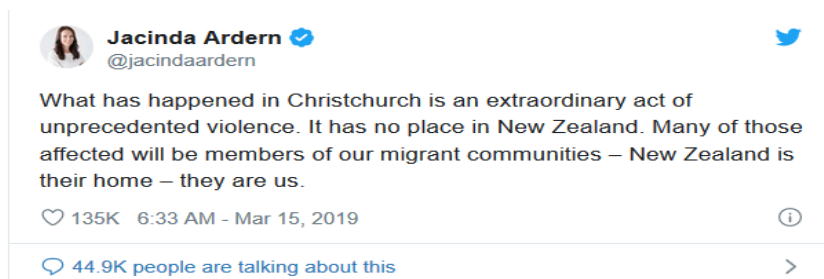 Jacinda Ardern
@jacindaardern
What has happened in Christchurch is an extraordinary act of
unprecedented violence. It has no place in New Zealand. Many of those
affected will be members of our migrant communities – New Zealand is
their home – they are us.
135K 6:33 AM - Mar 15, 2019
44.9K people are talking about this